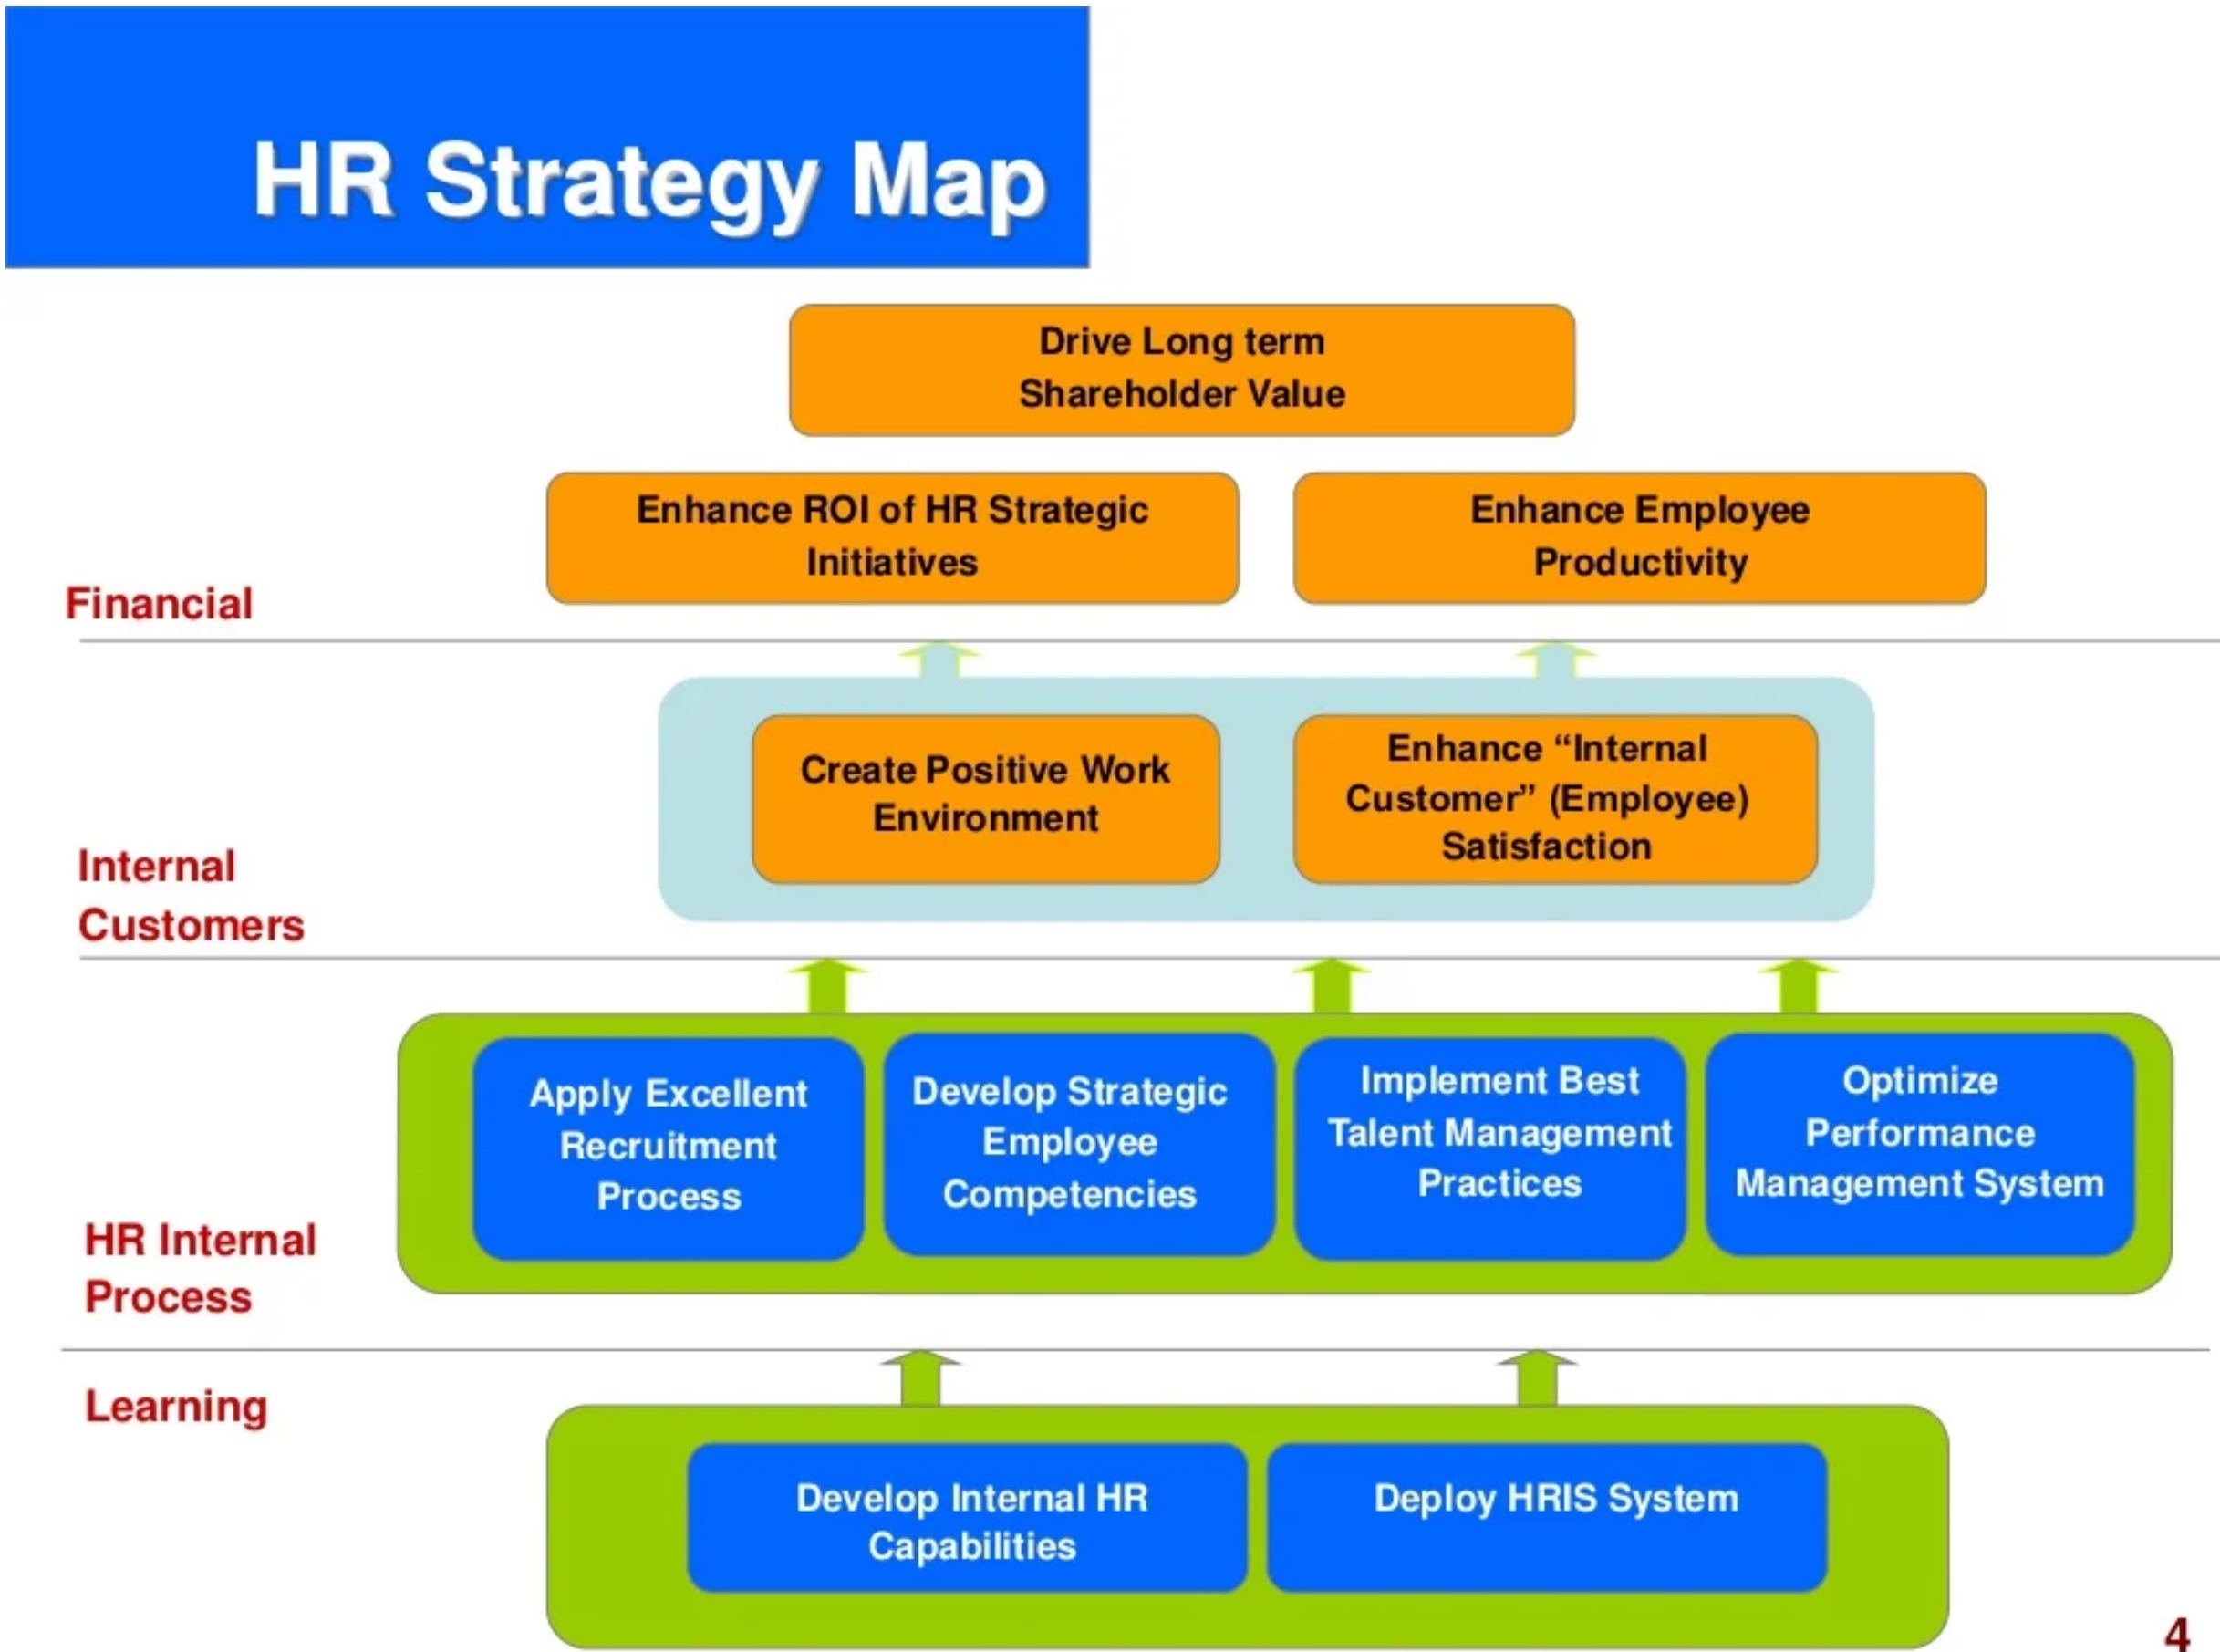 HR Strategy Map
Drive Long term
Shareholder Value
Enhance ROI of HR Strategic
Initiatives
Enhance Employee
Productivity
Financial
Create Positive Work
Environment
Enhance “Internal
Customer” (Employee)
Satisfaction
Internal
Customers
Apply Excellent
Recruitment
Process
Develop Strategic
Employee
Competencies
Implement Best
Talent Management
Practices
Optimize
Performance
Management System
HR Internal
Process
Learning
Develop Internal HR
Capabilities
Deploy HRIS System
4